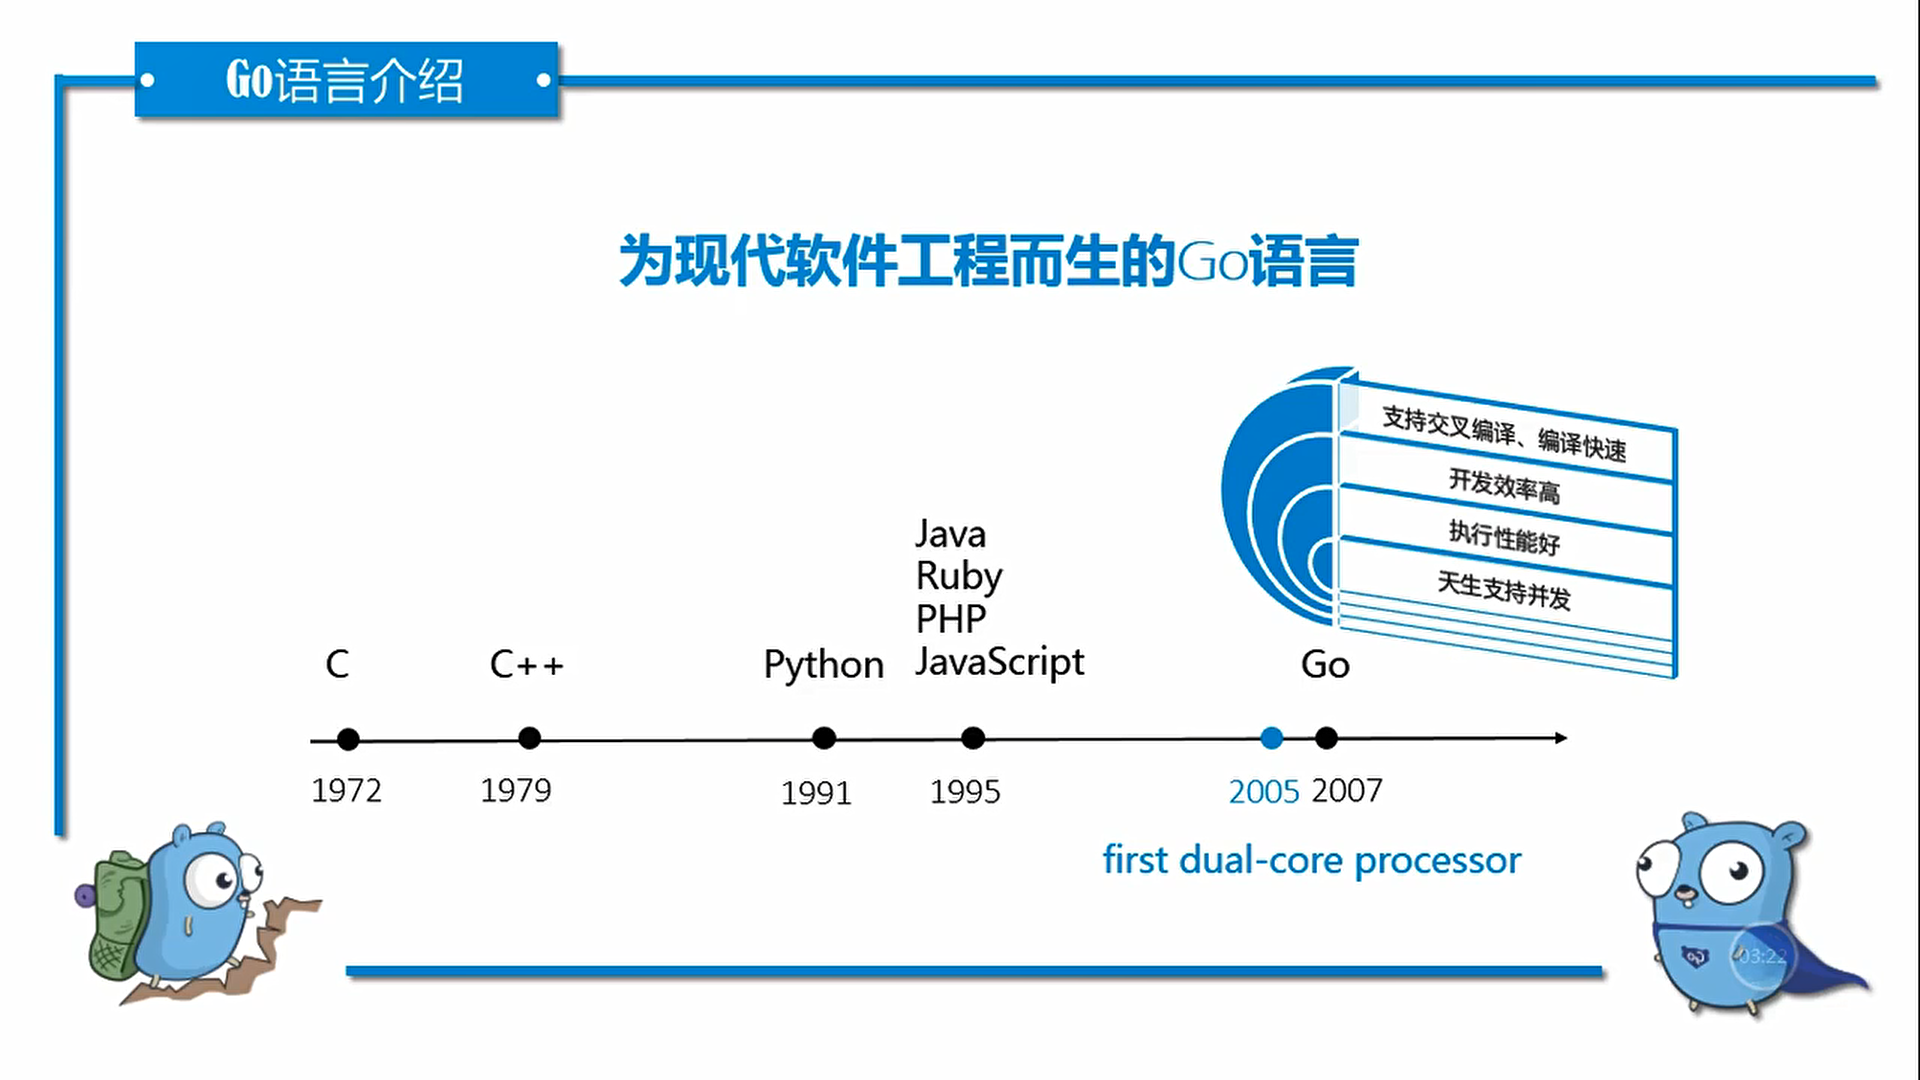 Go语言介绍
为现代软件工程而生的Go语言
支持交叉编译、编译快速
开发效率高
执行性能好
天生支持并发
Java
Ruby
PHP
JavaScript
C
C++
Python
Go
1972
1979
1991
1995
2005
2007
first dual-core processor
03:22